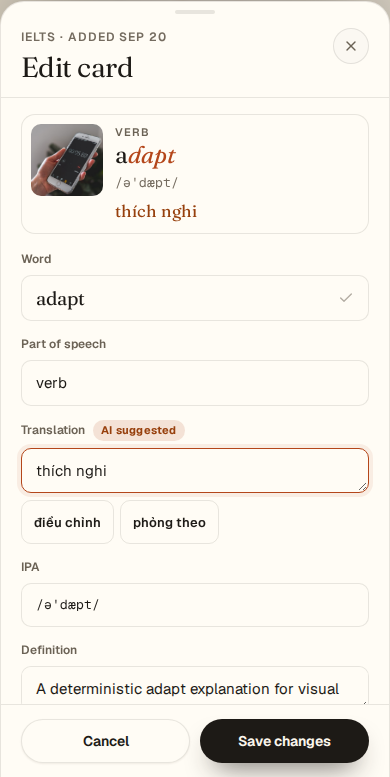 IELTS · ADDED SEP 20
Edit card
VERB
adapt
/ə'dæpt/
thích nghi
Word
adapt
Part of speech
verb
Translation AI suggested
thích nghi
điều chỉnh phỏng theo
IPA
/ə'dæpt/
Definition
A deterministic adapt explanation for visual
Cancel Save changes